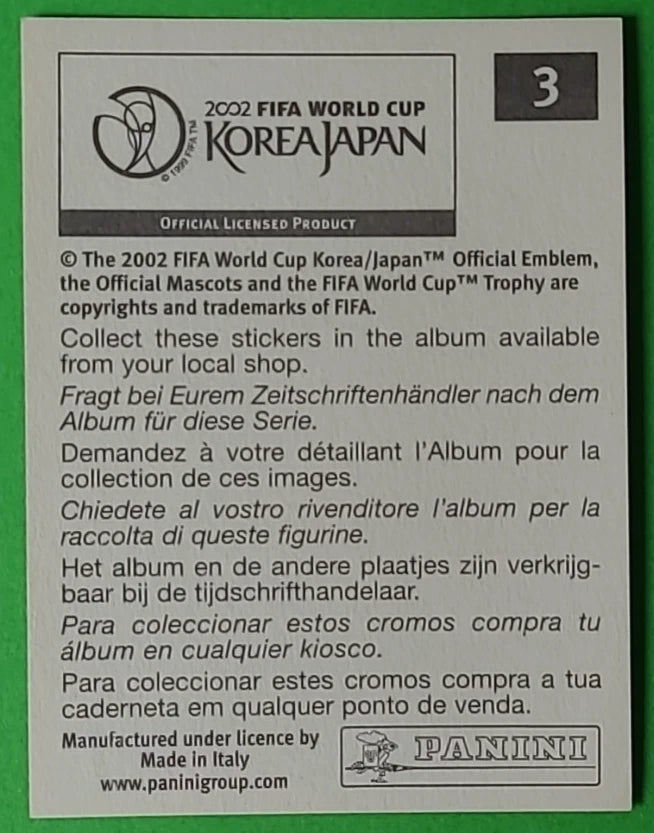 3
2002 FIFA WORLD CUP
KOREA JAPAN
© 1999 FIFA TM
OFFICIAL LICENSED PRODUCT
© The 2002 FIFA World Cup Korea/Japan™ Official Emblem,
the Official Mascots and the FIFA World Cup™ Trophy are
copyrights and trademarks of FIFA.
Collect these stickers in the album available
from your local shop.
Fragt bei Eurem Zeitschriftenhändler nach dem
Album für diese Serie.
Demandez à votre détaillant l'Album pour la
collection de ces images.
Chiedete al vostro rivenditore l'album per la
raccolta di queste figurine.
Het album en de andere plaatjes zijn verkrijg-
baar bij de tijdschrifthandelaar.
Para coleccionar estos cromos compra tu
álbum en cualquier kiosco.
Para coleccionar estes cromos compra a tua
caderneta em qualquer ponto de venda.
Manufactured under licence by
Made in Italy
www.paninigroup.com
PANINI